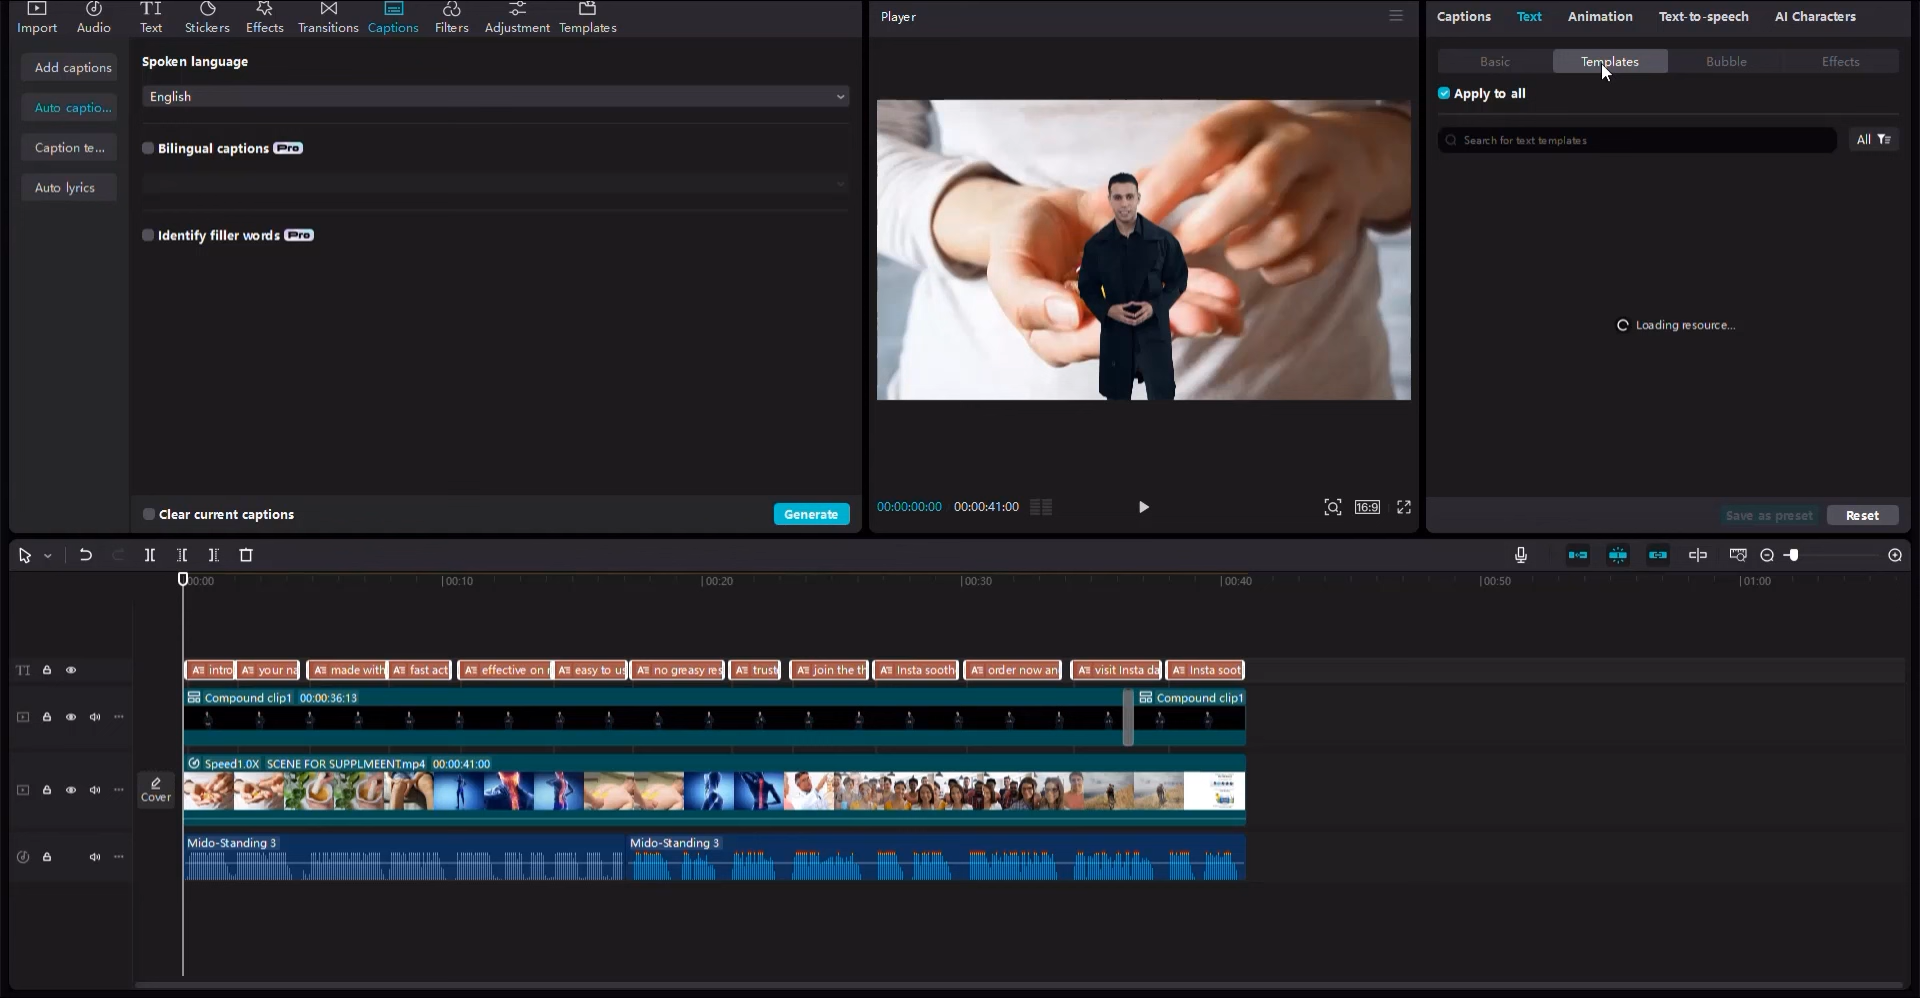 Import Audio Text Stickers Effects Transitions Captions Filters Adjustment Templates
Add captions
Auto captio...
Caption te...
Auto lyrics
Spoken language
English
Bilingual captions Pro
Identify filler words Pro
Clear current captions
Generate
Player
00:00:00:00 00:00:41:00
16:9
Captions Text Animation Text-to-speech AI Characters
Basic Templates Bubble Effects
Apply to all
Search for text templates
All
Loading resource...
Save as preset Reset
00:00 00:10 00:20 00:30 00:40 00:50 01:00
TI
intro your na made with fast act effective on easy to us no greasy res trust join the th Insta sooth order now an visit Insta da Insta soot
Compound clip1 00:00:36:13 Compound clip1
Speed1.0X SCENE FOR SUPPLMEENT.mp4 00:00:41:00
Cover
Mido-Standing 3 Mido-Standing 3